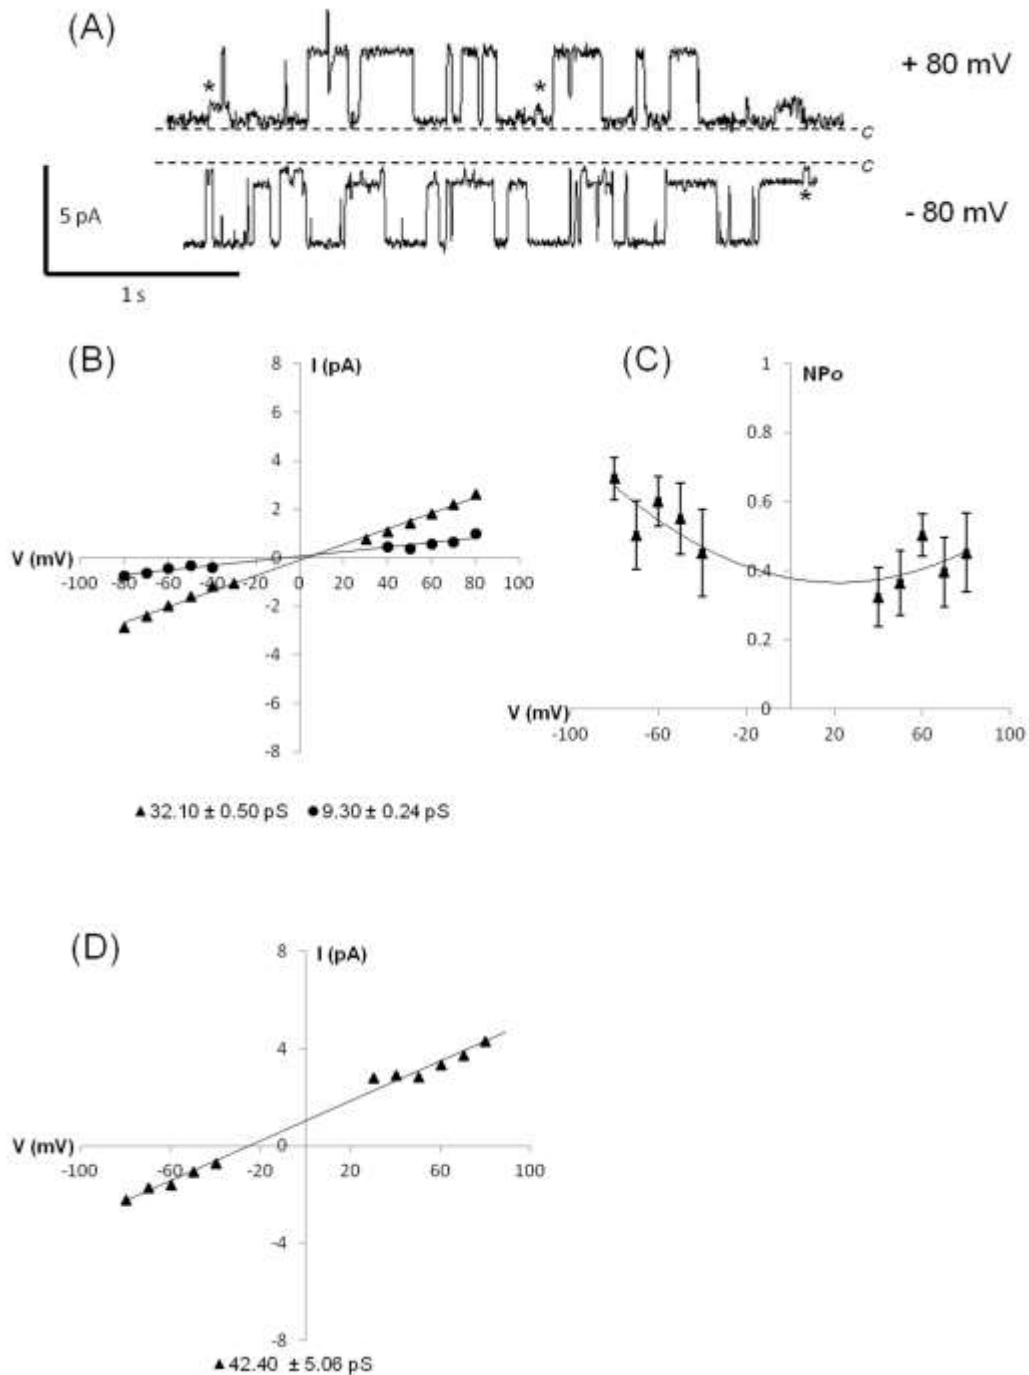 (A)
*
*
+ 80 mV
c
c
5 pA
*
- 80 mV
1 s
(B)
I (pA)
8
6
4
2
0
-2
-4
-6
-8
V (mV)
-100 -80 -60 -40 -20 0 20 40 60 80 100
▲ 32.10 ± 0.50 pS ● 9.30 ± 0.24 pS
(C)
NPo
1
0.8
0.6
0.4
0.2
0
V (mV)
-100 -60 -20 20 60 100
(D)
I (pA)
8
4
0
-4
-8
V (mV)
-100 -60 -20 20 60 100
▲ 42.40 ± 5.06 pS